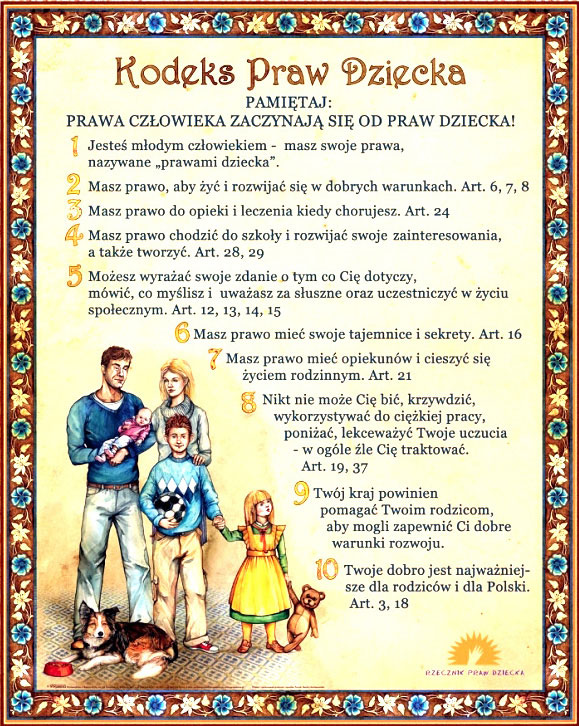 Kodeks Praw Dziecka
PAMIĘTAJ:
PRAWA CZŁOWIEKA ZACZYNAJĄ SIĘ OD PRAW DZIECKA!
1 Jesteś młodym człowiekiem - masz swoje prawa,
nazywane „prawami dziecka”.
2 Masz prawo, aby żyć i rozwijać się w dobrych warunkach. Art. 6, 7, 8
3 Masz prawo do opieki i leczenia kiedy chorujesz. Art. 24
4 Masz prawo chodzić do szkoły i rozwijać swoje zainteresowania,
a także tworzyć. Art. 28, 29
5 Możesz wyrażać swoje zdanie o tym co Cię dotyczy,
mówić, co myślisz i uważasz za słuszne oraz uczestniczyć w życiu
społecznym. Art. 12, 13, 14, 15
6 Masz prawo mieć swoje tajemnice i sekrety. Art. 16
7 Masz prawo mieć opiekunów i cieszyć się
życiem rodzinnym. Art. 21
8 Nikt nie może Cię bić, krzywdzić,
wykorzystywać do ciężkiej pracy,
poniżać, lekceważyć Twoje uczucia
- w ogóle źle Cię traktować.
Art. 19, 37
9 Twój kraj powinien
pomagać Twoim rodzicom,
aby mogli zapewnić Ci dobre
warunki rozwoju.
10 Twoje dobro jest najważniej-
sze dla rodziców i dla Polski.
Art. 3, 18
RZECZNIK PRAW DZIECKA